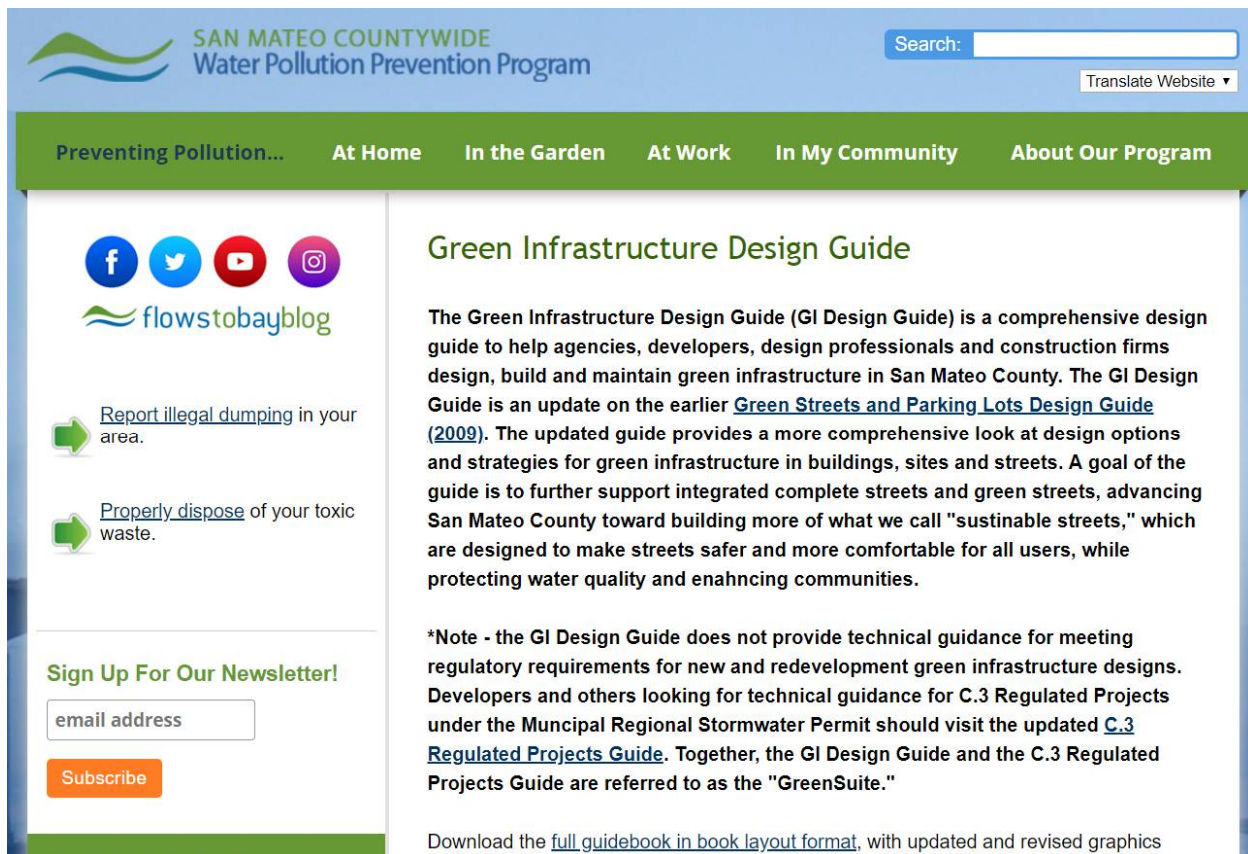 SAN MATEO COUNTYWIDE
Water Pollution Prevention Program
Search:
Translate Website
Preventing Pollution... At Home In the Garden At Work In My Community About Our Program
flowstobayblog
Report illegal dumping in your
area.
Properly dispose of your toxic
waste.
Sign Up For Our Newsletter!
email address
Subscribe
Green Infrastructure Design Guide
The Green Infrastructure Design Guide (GI Design Guide) is a comprehensive design
guide to help agencies, developers, design professionals and construction firms
design, build and maintain green infrastructure in San Mateo County. The GI Design
Guide is an update on the earlier Green Streets and Parking Lots Design Guide
(2009). The updated guide provides a more comprehensive look at design options
and strategies for green infrastructure in buildings, sites and streets. A goal of the
guide is to further support integrated complete streets and green streets, advancing
San Mateo County toward building more of what we call "sustinable streets," which
are designed to make streets safer and more comfortable for all users, while
protecting water quality and enahncing communities.
*Note - the GI Design Guide does not provide technical guidance for meeting
regulatory requirements for new and redevelopment green infrastructure designs.
Developers and others looking for technical guidance for C.3 Regulated Projects
under the Muncipal Regional Stormwater Permit should visit the updated C.3
Regulated Projects Guide. Together, the GI Design Guide and the C.3 Regulated
Projects Guide are referred to as the "GreenSuite."
Download the full guidebook in book layout format, with updated and revised graphics